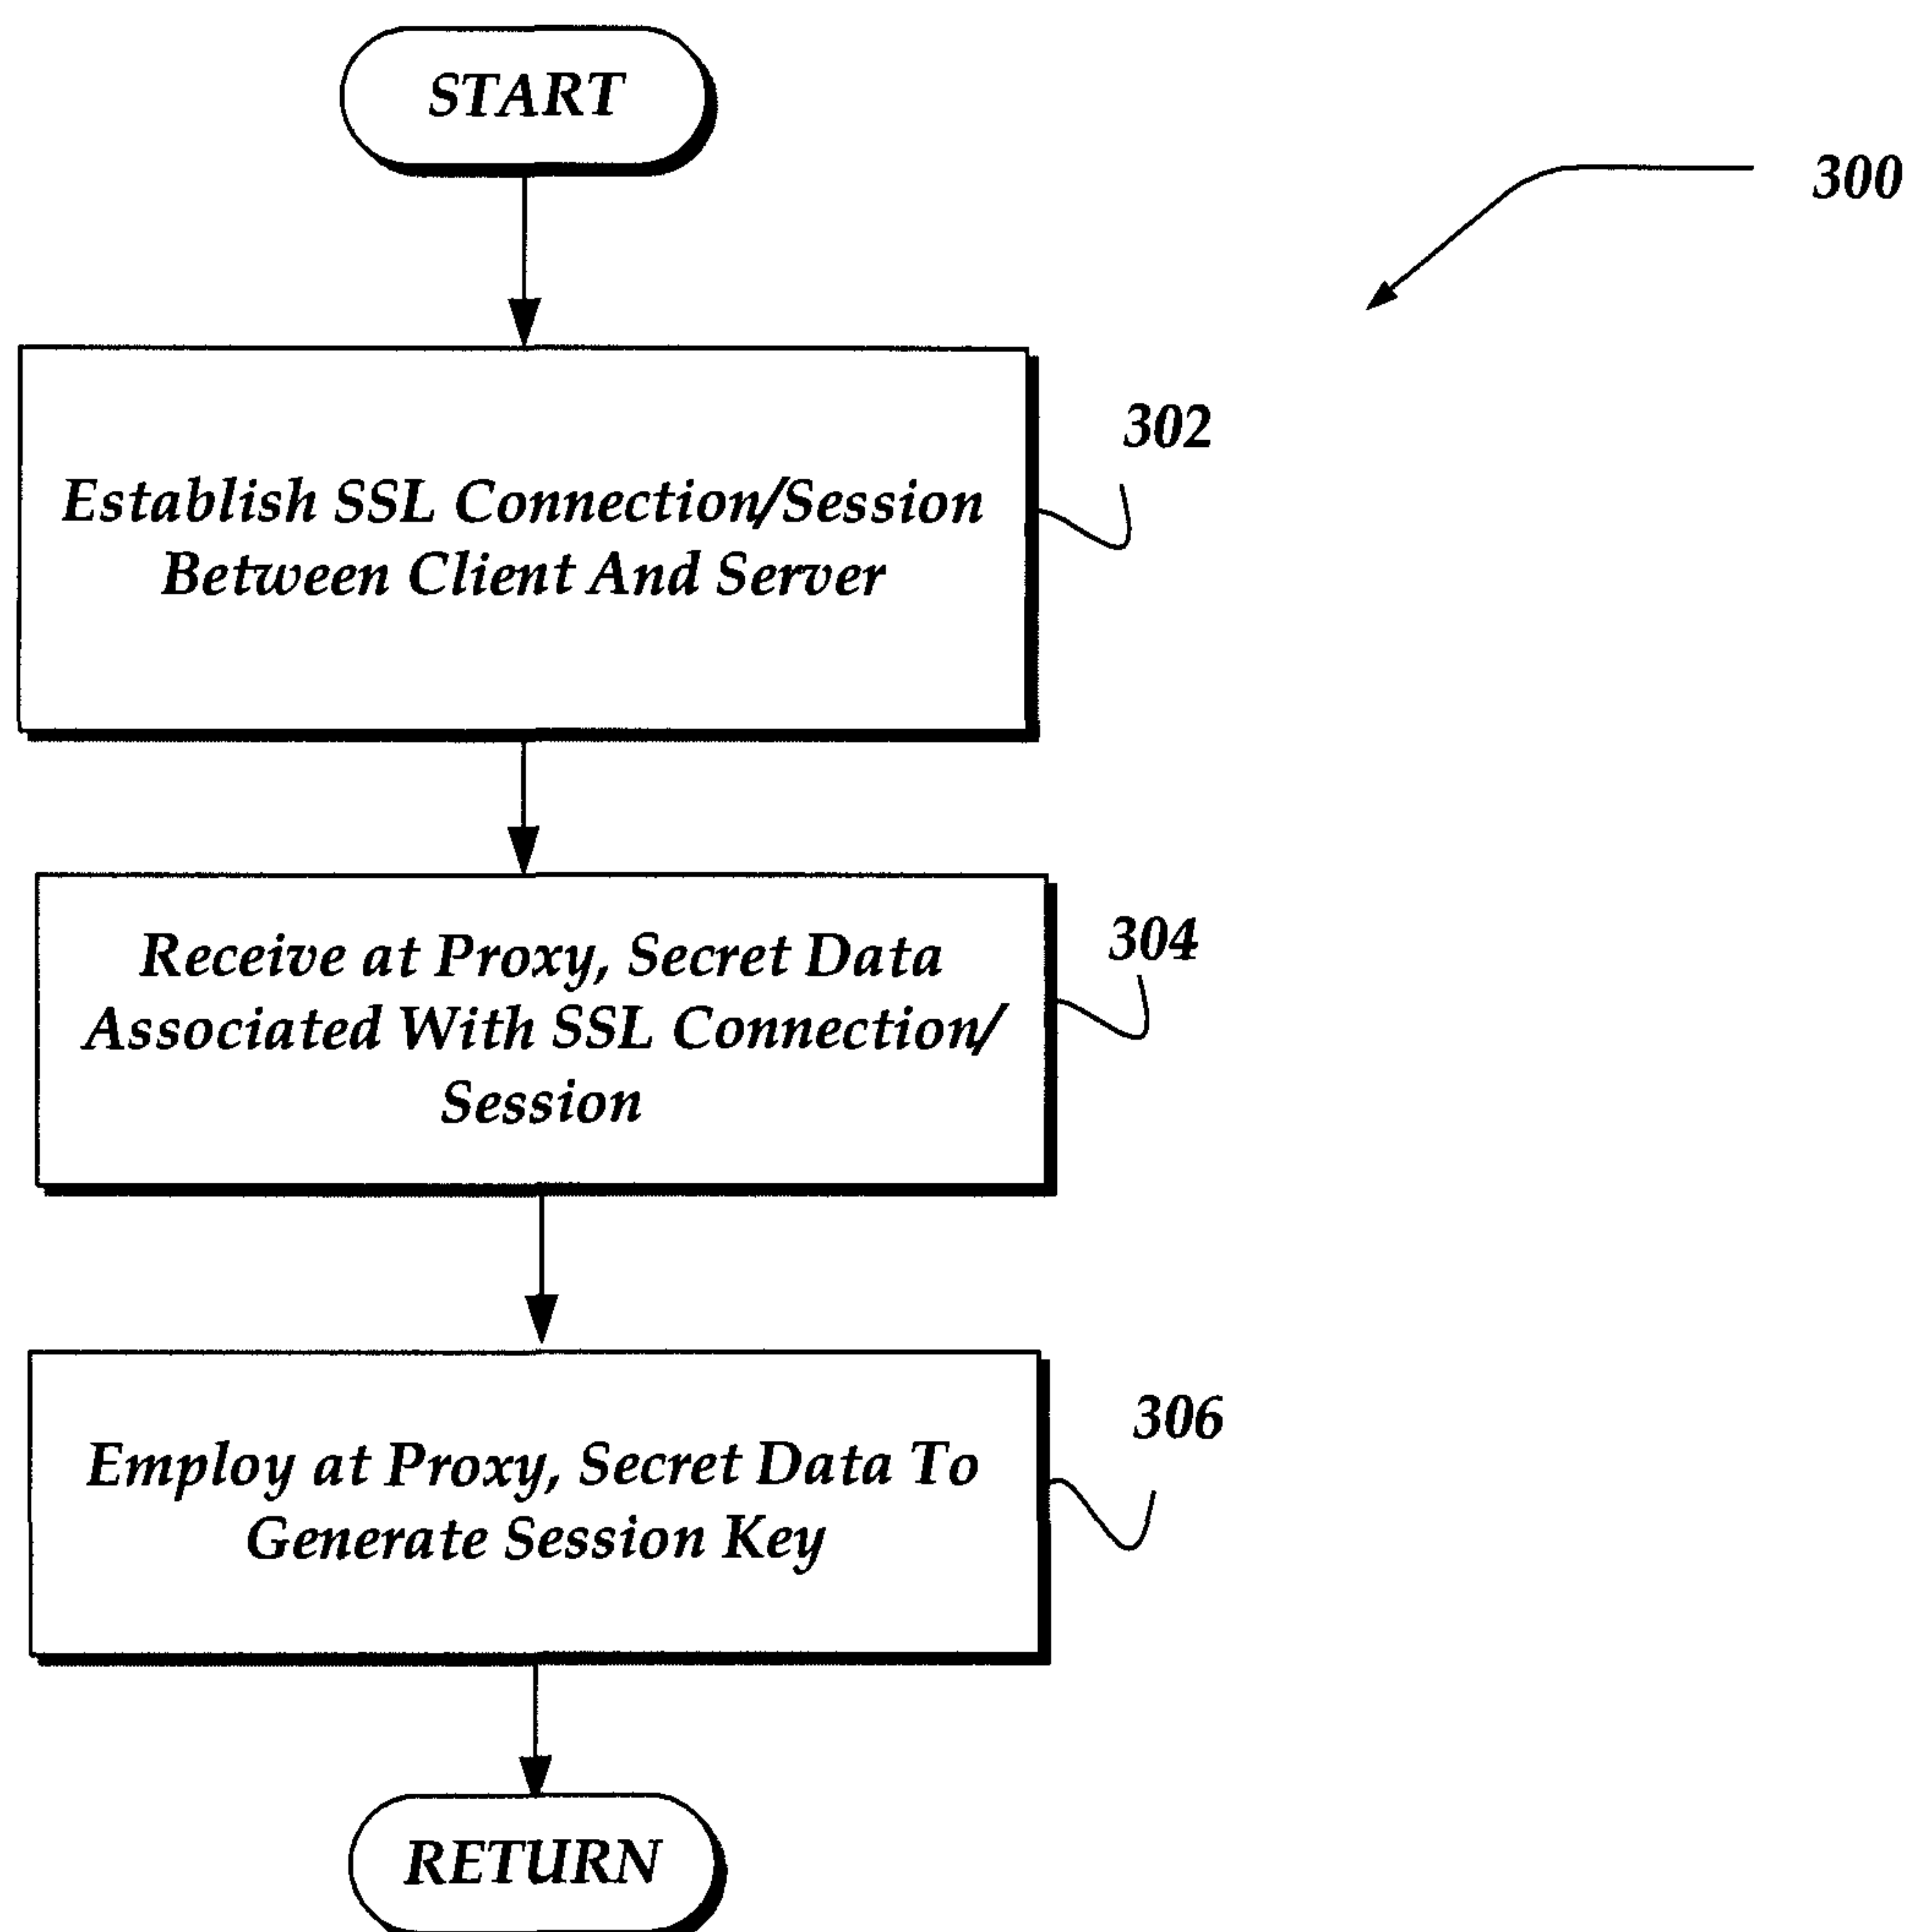 START
300
302
Establish SSL Connection/Session
Between Client And Server
304
Receive at Proxy, Secret Data
Associated With SSL Connection/
Session
306
Employ at Proxy, Secret Data To
Generate Session Key
RETURN